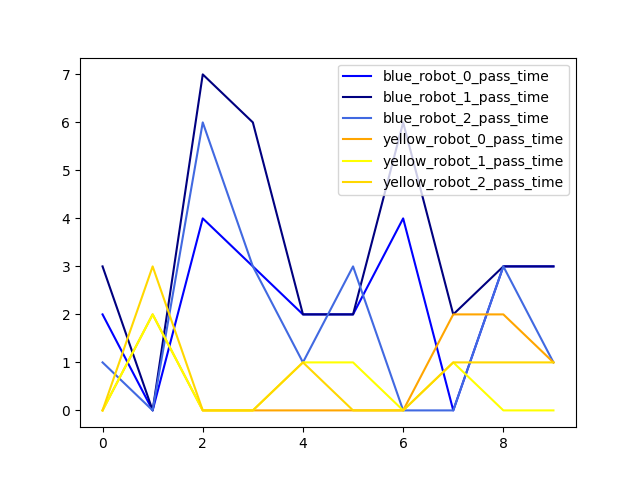 blue_robot_0_pass_time
blue_robot_1_pass_time
blue_robot_2_pass_time
yellow_robot_0_pass_time
yellow_robot_1_pass_time
yellow_robot_2_pass_time
7
6
5
4
3
2
1
0
0 2 4 6 8